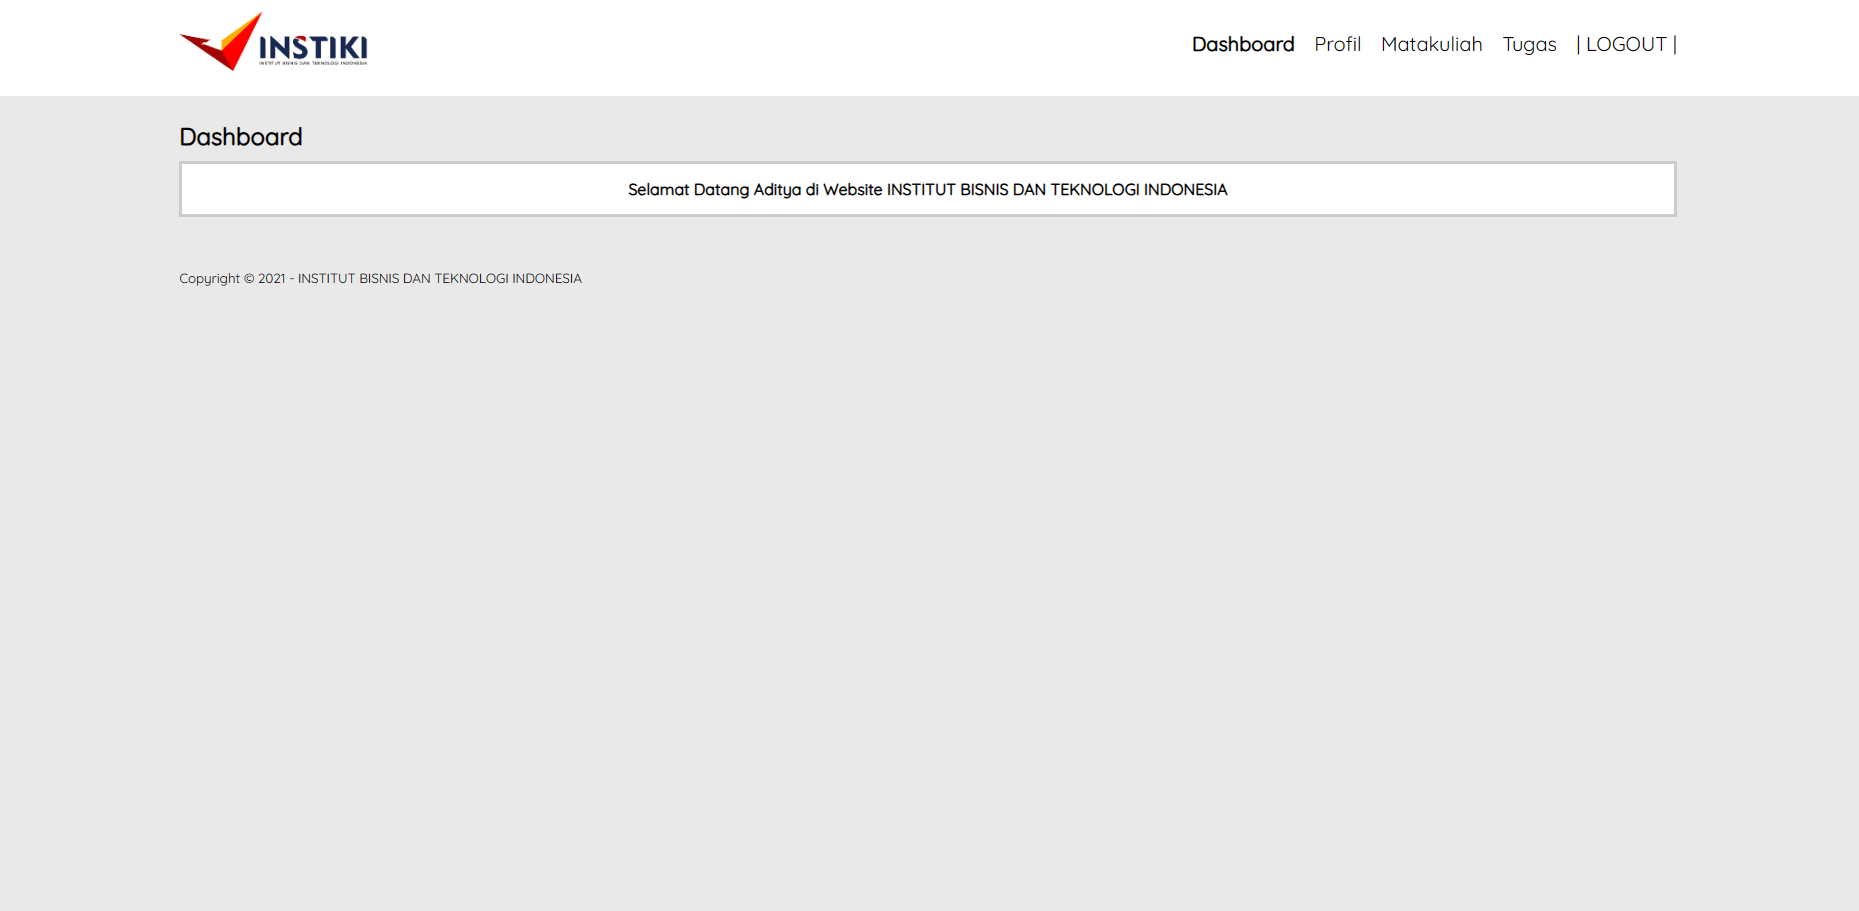 INSTIKI
INSTITUT BISNIS DAN TEKNOLOGI INDONESIA
Dashboard Profil Matakuliah Tugas | LOGOUT |
Dashboard
Selamat Datang Aditya di Website INSTITUT BISNIS DAN TEKNOLOGI INDONESIA
Copyright © 2021 - INSTITUT BISNIS DAN TEKNOLOGI INDONESIA